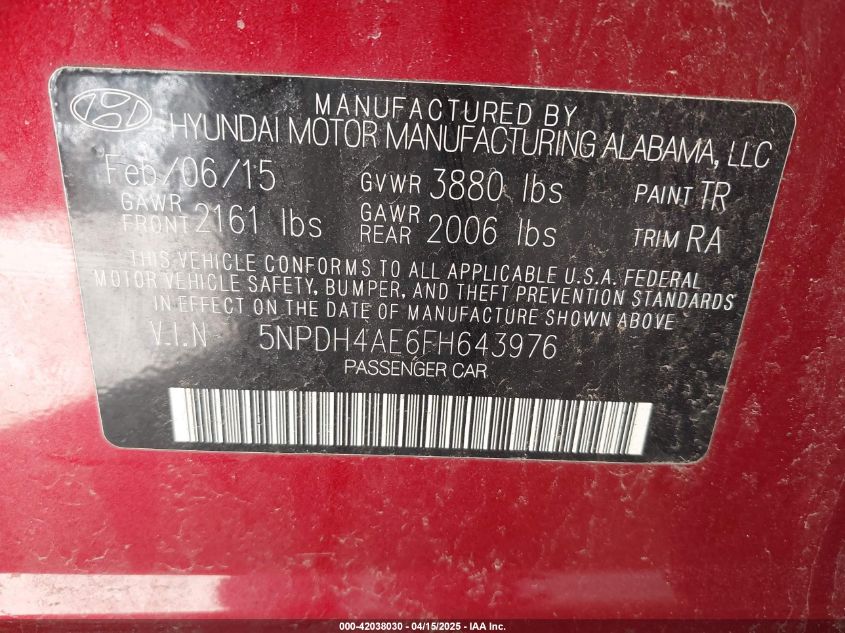 MANUFACTURED BY
HYUNDAI MOTOR MANUFACTURING ALABAMA, LLC
Feb/06/15 GVWR 3880 lbs PAINT TR
GAWR FRONT 2161 lbs GAWR REAR 2006 lbs TRIM RA
THIS VEHICLE CONFORMS TO ALL APPLICABLE U.S.A. FEDERAL
MOTOR VEHICLE SAFETY, BUMPER, AND THEFT PREVENTION STANDARDS
IN EFFECT ON THE DATE OF MANUFACTURE SHOWN ABOVE.
V.I.N 5NPDH4AE6FH643976
PASSENGER CAR
000-42038030 - 04/15/2025 - IAA Inc.